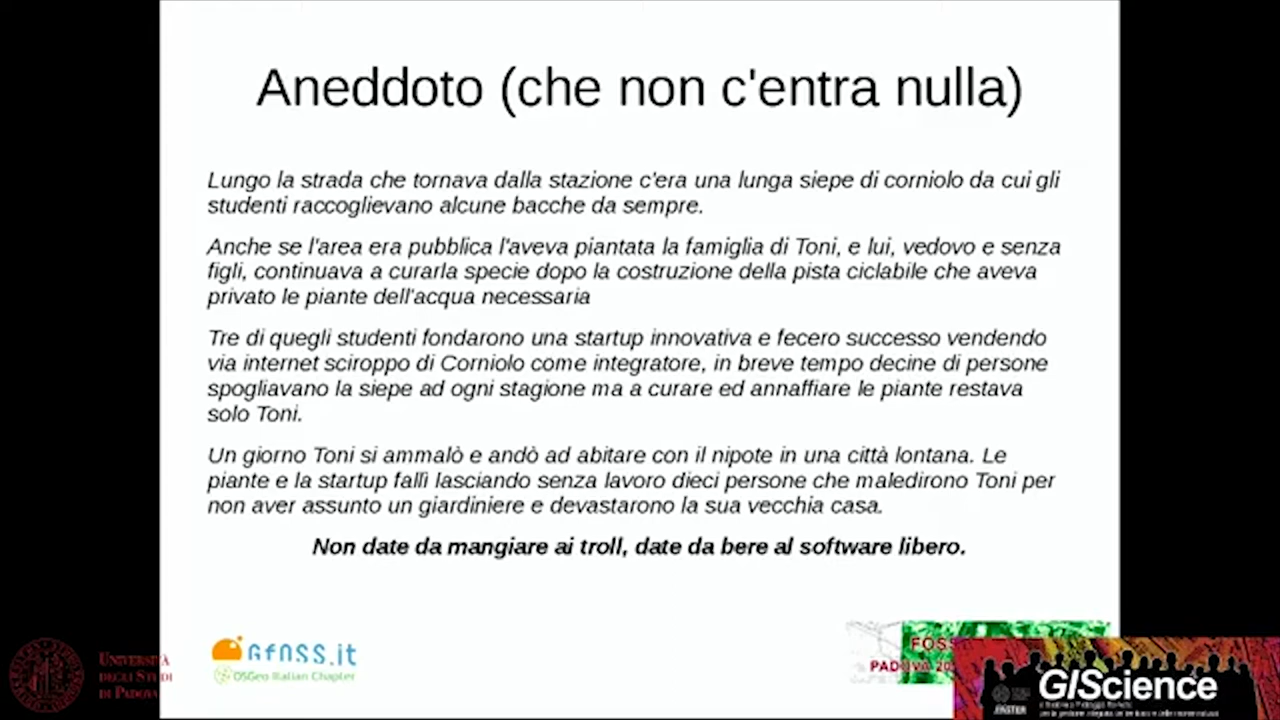 Aneddoto (che non c'entra nulla)
Lungo la strada che tornava dalla stazione c'era una lunga siepe di corniolo da cui gli
studenti raccoglievano alcune bacche da sempre.
Anche se l'area era pubblica l'aveva piantata la famiglia di Toni, e lui, vedovo e senza
figli, continuava a curarla specie dopo la costruzione della pista ciclabile che aveva
privato le piante dell'acqua necessaria
Tre di quegli studenti fondarono una startup innovativa e fecero successo vendendo
via internet sciroppo di Corniolo come integratore, in breve tempo decine di persone
spogliavano la siepe ad ogni stagione ma a curare ed annaffiare le piante restava
solo Toni.
Un giorno Toni si ammalò e andò ad abitare con il nipote in una città lontana. Le
piante e la startup fallì lasciando senza lavoro dieci persone che maledirono Toni per
non aver assunto un giardiniere e devastarono la sua vecchia casa.
Non date da mangiare ai troll, date da bere al software libero.
UNIVERSITÀ
DEGLI STUDI
DI PADOVA
GFOSS.it
OSGeo Italian Chapter
FOSS
PADOVA 20
GIScience
MASTER